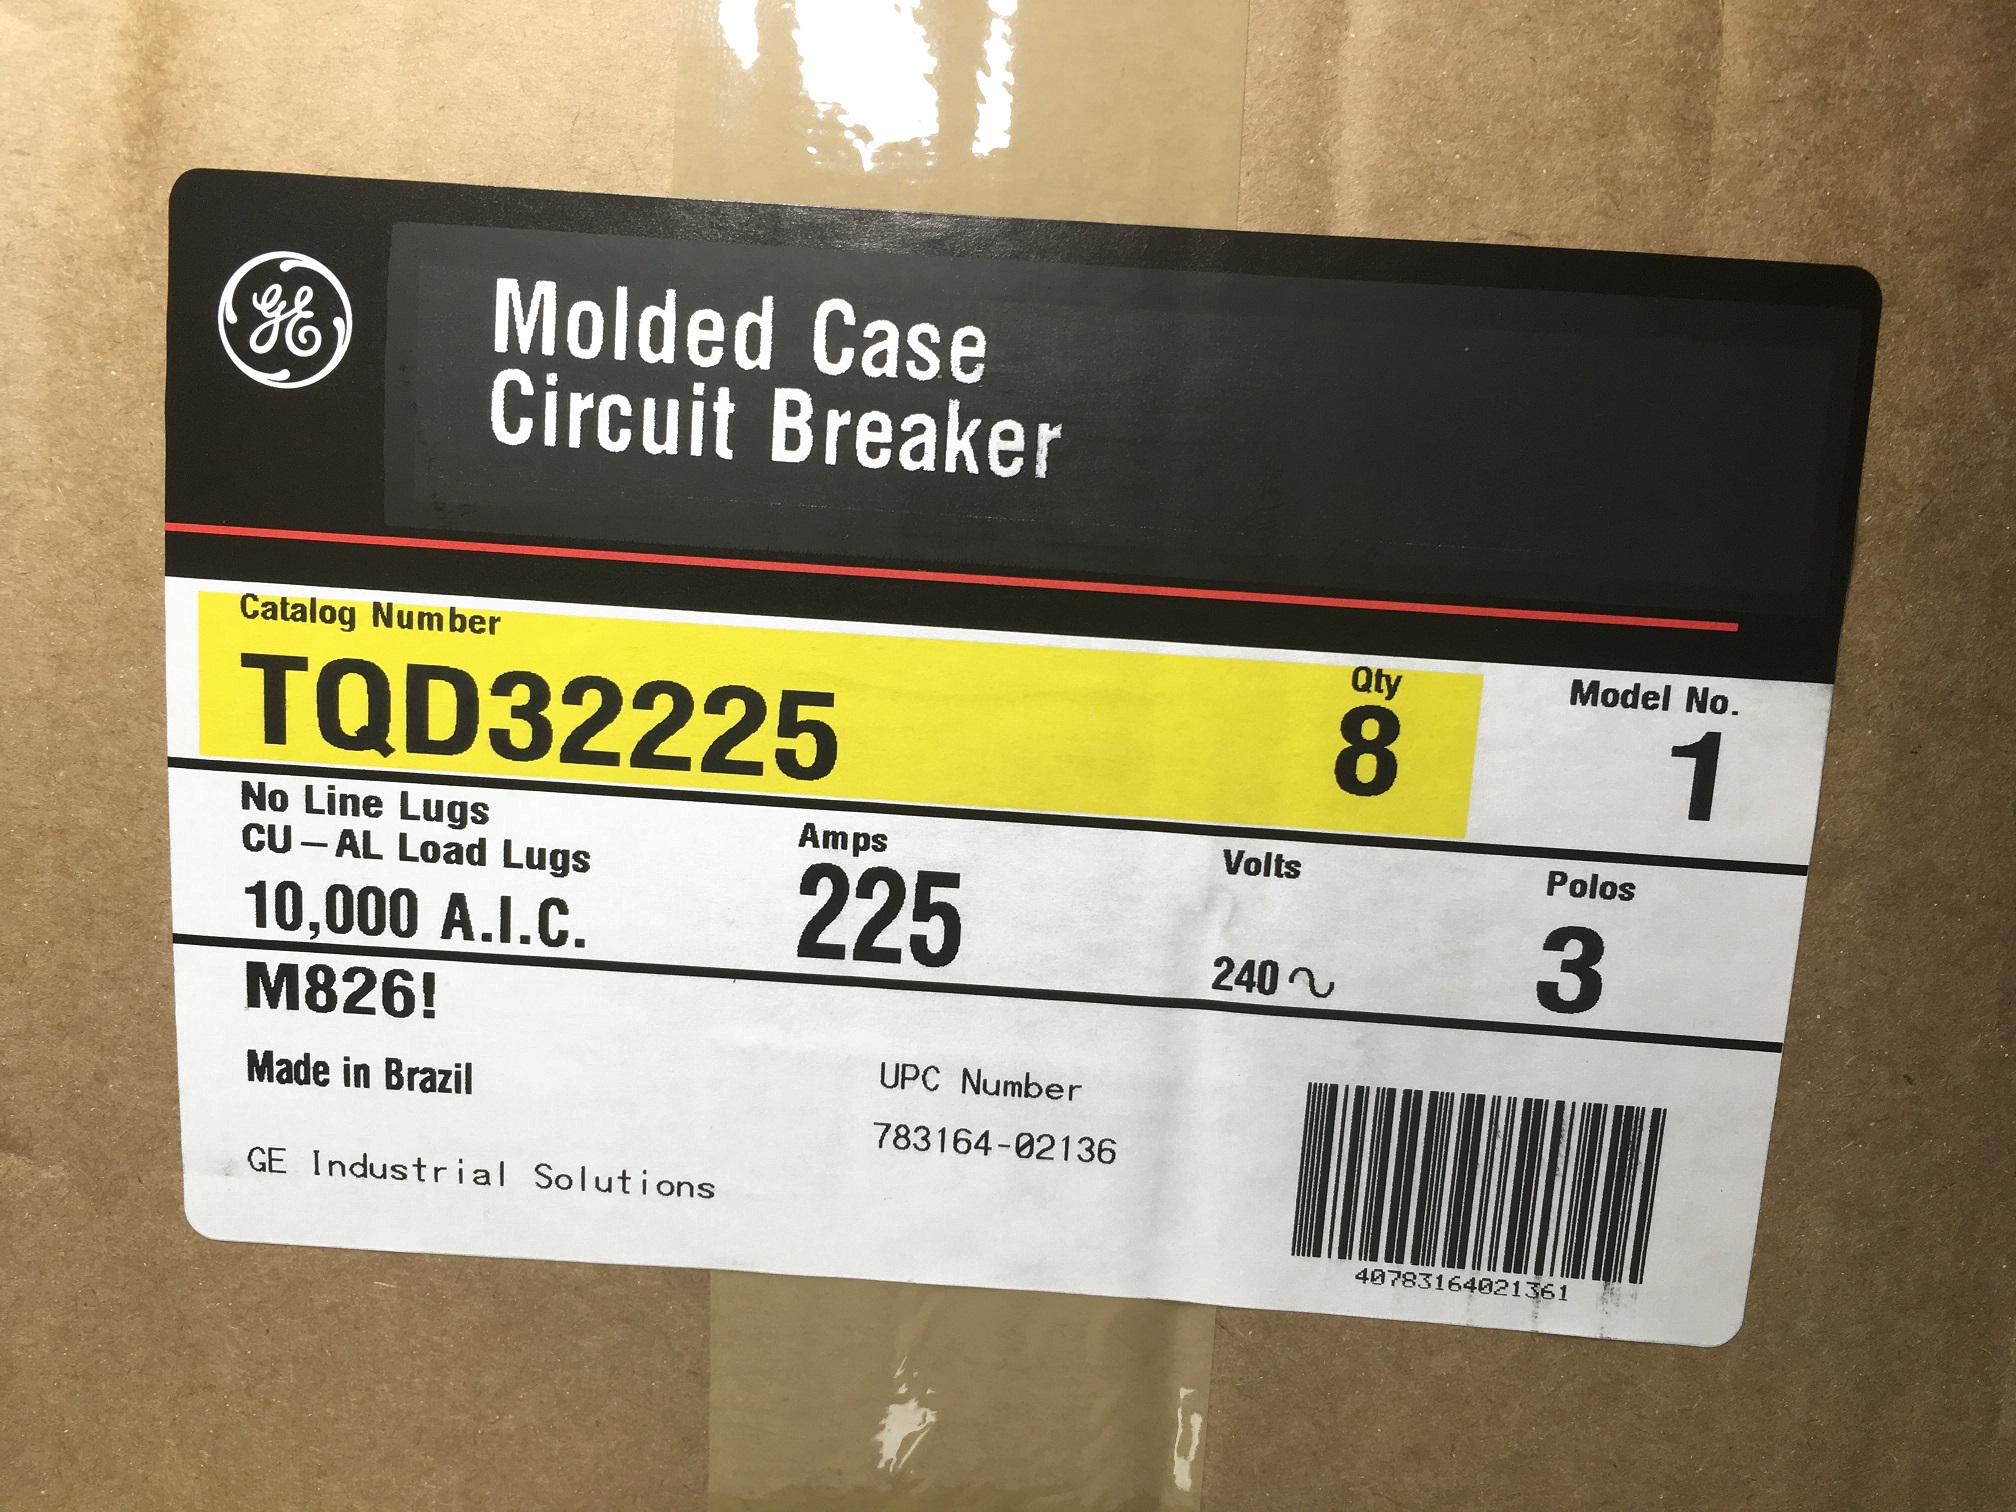 GE
Molded Case
Circuit Breaker
Catalog Number
TQD32225
Qty
8
Model No.
1
No Line Lugs
CU-AL Load Lugs
10,000 A.I.C.
Amps
225
Volts
240∿
Polos
3
M826!
Made in Brazil
UPC Number
783164-02136
GE Industrial Solutions
40783164021361